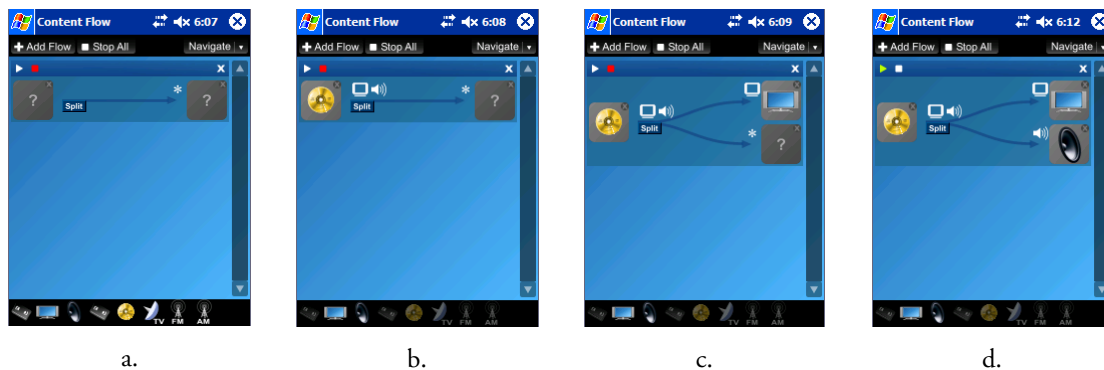 Content Flow 6:07
Add Flow Stop All Navigate
x
* x x
? Split ?
TV FM AM
a.
Content Flow 6:08
Add Flow Stop All Navigate
x
* x
Split ?
TV FM AM
b.
Content Flow 6:09
Add Flow Stop All Navigate
x
Split
* ?
TV FM AM
c.
Content Flow 6:12
Add Flow Stop All Navigate
x
Split
TV FM AM
d.